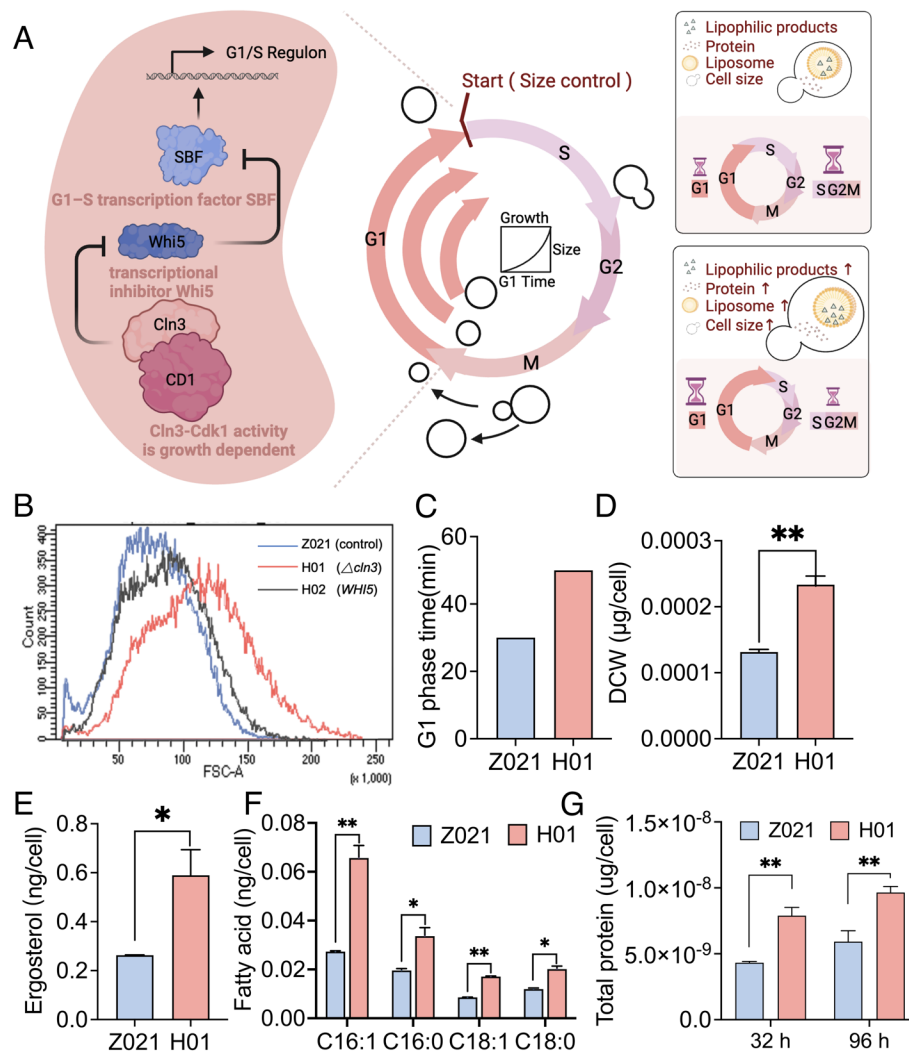 A
G1/S Regulon
SBF
G1–S transcription factor SBF
Whi5
transcriptional
inhibitor Whi5
Cln3
CD1
Cln3-Cdk1 activity
is growth dependent
Start ( Size control )
S
G1
G2
M
Growth
Size
G1 Time
Lipophilic products
Protein
Liposome
Cell size
S
G1
G2
M
G1
S G2M
Lipophilic products ↑
Protein ↑
Liposome ↑
Cell size↑
S
G1
G2
M
G1
S G2M
B
Count
400
350
300
250
200
150
100
50
0
Z021 (control)
H01 (△cln3)
H02 (WHI5)
50
100
150
200
250
FSC-A
(x 1,000)
C
G1 phase time(min)
60
40
20
0
Z021
H01
D
DCW (μg/cell)
0.0003
0.0002
0.0001
0.0000
**
Z021
H01
E
Ergosterol (ng/cell)
0.8
0.6
0.4
0.2
0.0
*
Z021
H01
F
Fatty acid (ng/cell)
0.08
0.06
0.04
0.02
0.00
Z021
H01
**
*
**
*
C16:1
C16:0
C18:1
C18:0
G
Total protein (ug/cell)
1.5×10-8
1.0×10-8
5.0×10-9
0
Z021
H01
**
**
32 h
96 h